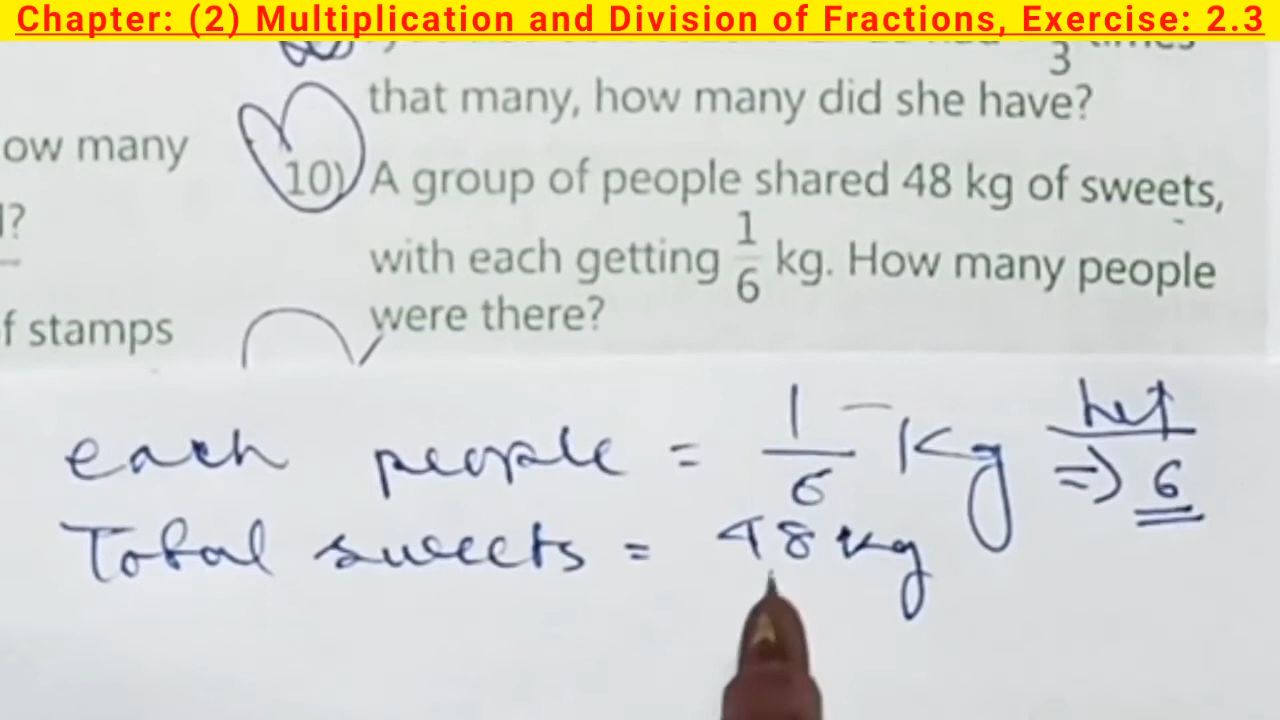 Chapter: (2) Multiplication and Division of Fractions, Exercise: 2.3
3 times
that many, how many did she have?
ow many
10) A group of people shared 48 kg of sweets,
d?
with each getting 1/6 kg. How many people
were there?
f stamps
each people = 1/6 Kg
=> 6
Total sweets = 48 kg